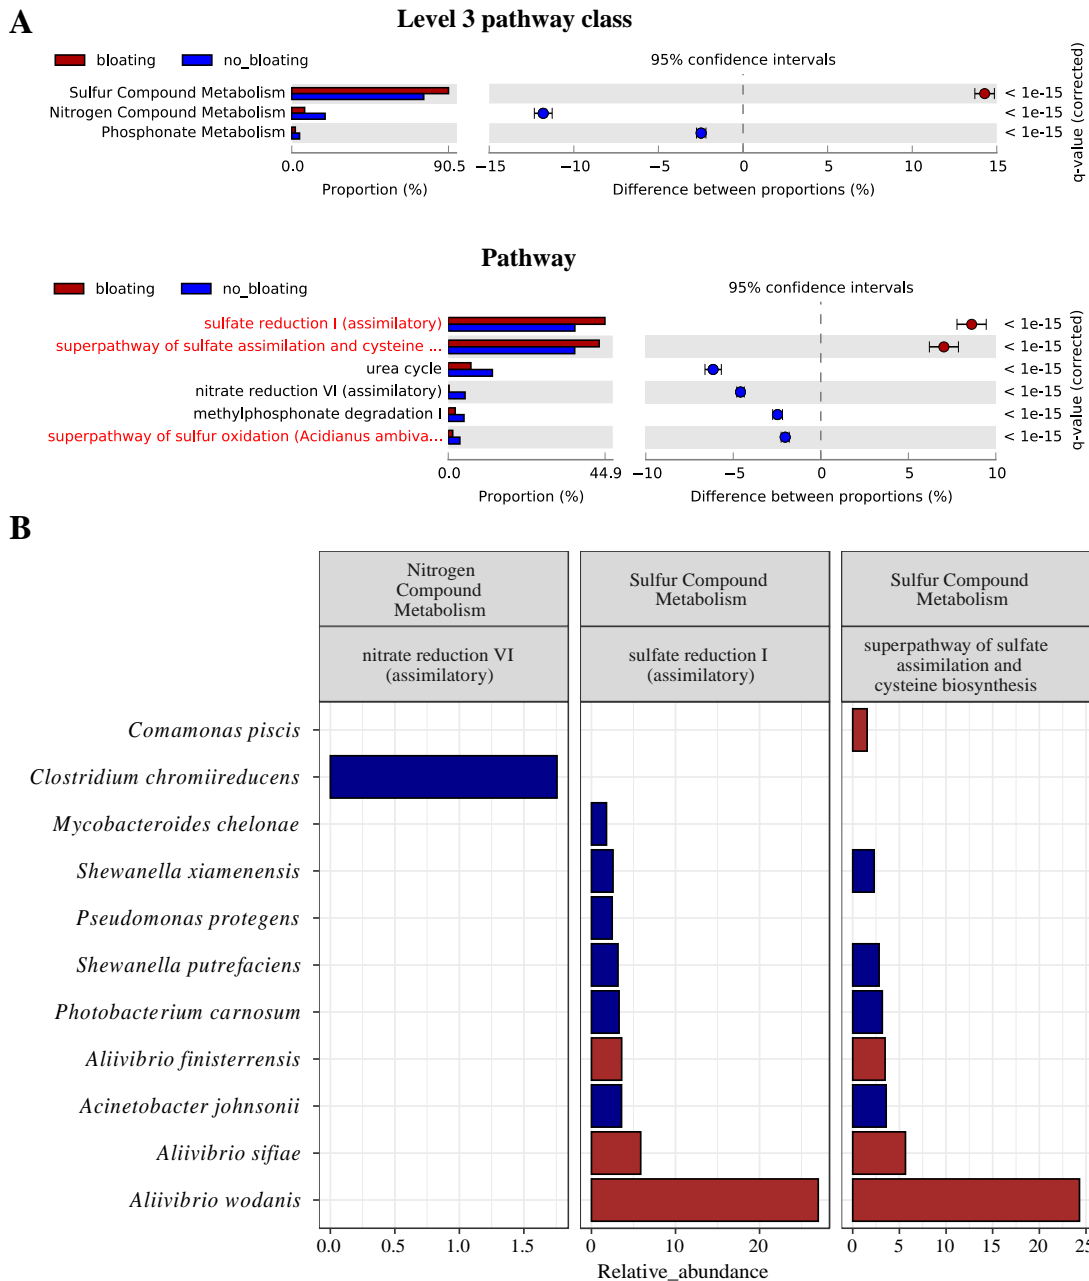 A
Level 3 pathway class
bloating no_bloating
95% confidence intervals
Sulfur Compound Metabolism < 1e-15
Nitrogen Compound Metabolism < 1e-15
Phosphonate Metabolism < 1e-15
0.0 90.5 −15 −10 −5 0 5 10 15
Proportion (%) Difference between proportions (%)
q-value (corrected)
Pathway
bloating no_bloating
95% confidence intervals
sulfate reduction I (assimilatory) < 1e-15
superpathway of sulfate assimilation and cysteine ... < 1e-15
urea cycle < 1e-15
nitrate reduction VI (assimilatory) < 1e-15
methylphosphonate degradation I < 1e-15
superpathway of sulfur oxidation (Acidianus ambiva... < 1e-15
0.0 44.9 −10 −5 0 5 10
Proportion (%) Difference between proportions (%)
q-value (corrected)
B
Nitrogen
Compound
Metabolism
Sulfur Compound
Metabolism
Sulfur Compound
Metabolism
nitrate reduction VI
(assimilatory)
sulfate reduction I
(assimilatory)
superpathway of sulfate
assimilation and
cysteine biosynthesis
Comamonas piscis
Clostridium chromiireducens
Mycobacteroides chelonae
Shewanella xiamenensis
Pseudomonas protegens
Shewanella putrefaciens
Photobacterium carnosum
Aliivibrio finisterrensis
Acinetobacter johnsonii
Aliivibrio sifiae
Aliivibrio wodanis
0.0 0.5 1.0 1.5 0 10 20 0 5 10 15 20 25
Relative_abundance